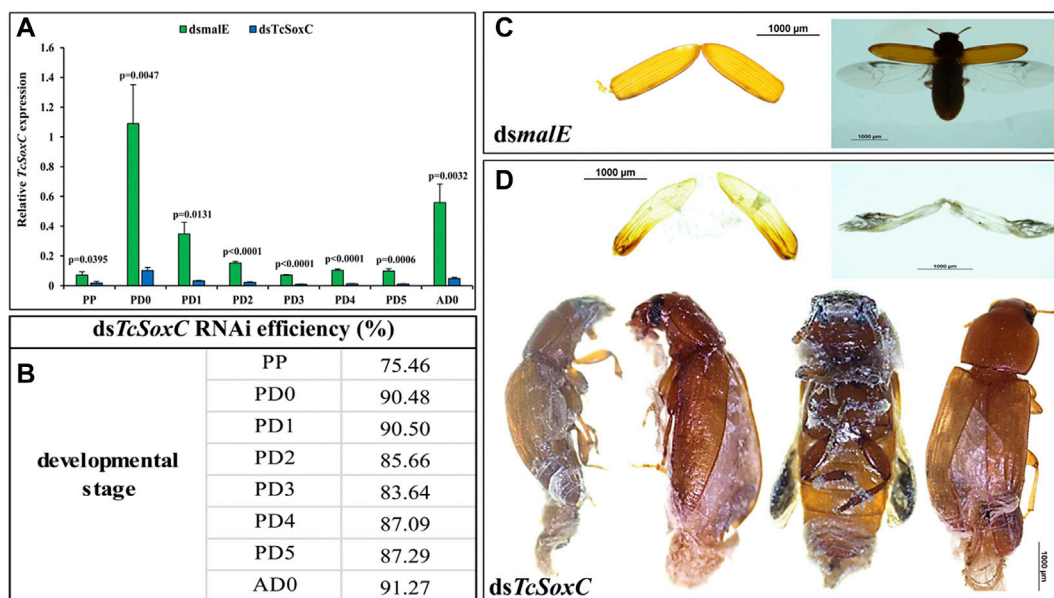 A
dsmalE dsTcSoxC
Relative TcSoxC expression
1.6
1.4
1.2
1
0.8
0.6
0.4
0.2
0
p=0.0395
p=0.0047
p=0.0131
p<0.0001
p<0.0001
p<0.0001
p=0.0006
p=0.0032
PP PD0 PD1 PD2 PD3 PD4 PD5 AD0
B
dsTcSoxC RNAi efficiency (%)
developmental
stage
PP 75.46
PD0 90.48
PD1 90.50
PD2 85.66
PD3 83.64
PD4 87.09
PD5 87.29
AD0 91.27
C
1000 µm
1000 µm
dsmalE
D
1000 µm
1000 µm
1000 µm
dsTcSoxC